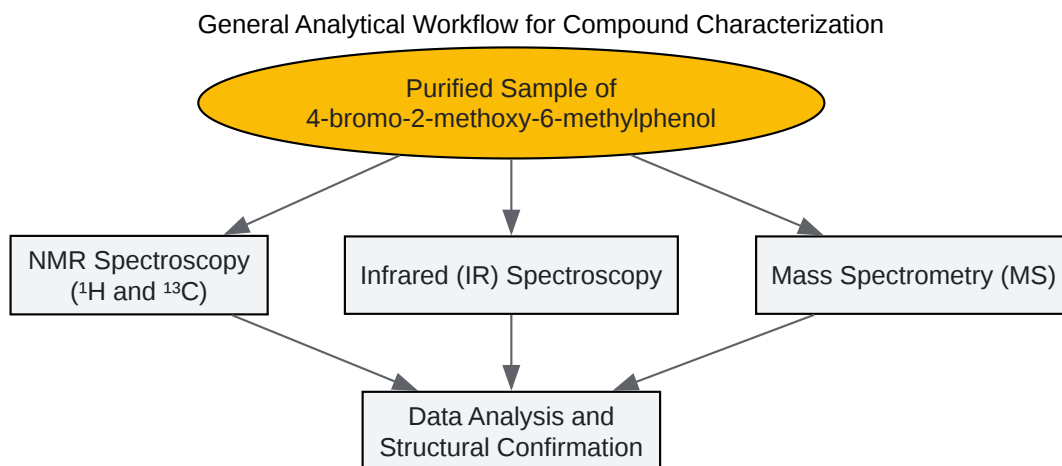 General Analytical Workflow for Compound Characterization
Purified Sample of
4-bromo-2-methoxy-6-methylphenol
NMR Spectroscopy
(¹H and ¹³C)
Infrared (IR) Spectroscopy
Mass Spectrometry (MS)
Data Analysis and
Structural Confirmation